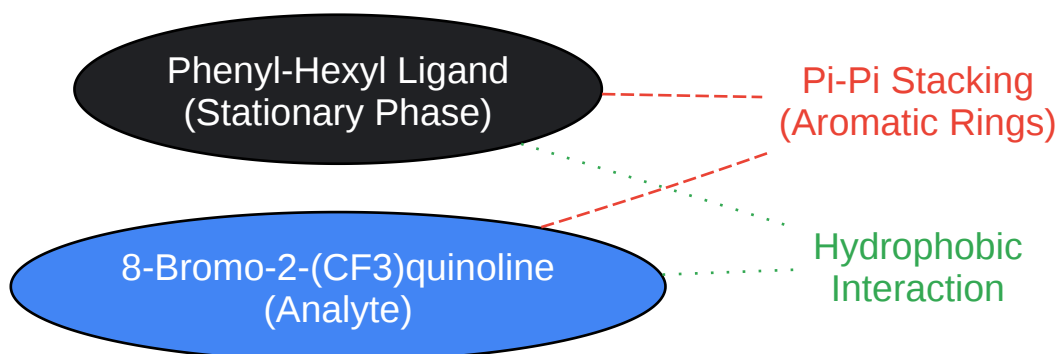 Phenyl-Hexyl Ligand
(Stationary Phase)
Pi-Pi Stacking
(Aromatic Rings)
8-Bromo-2-(CF3)quinoline
(Analyte)
Hydrophobic
Interaction